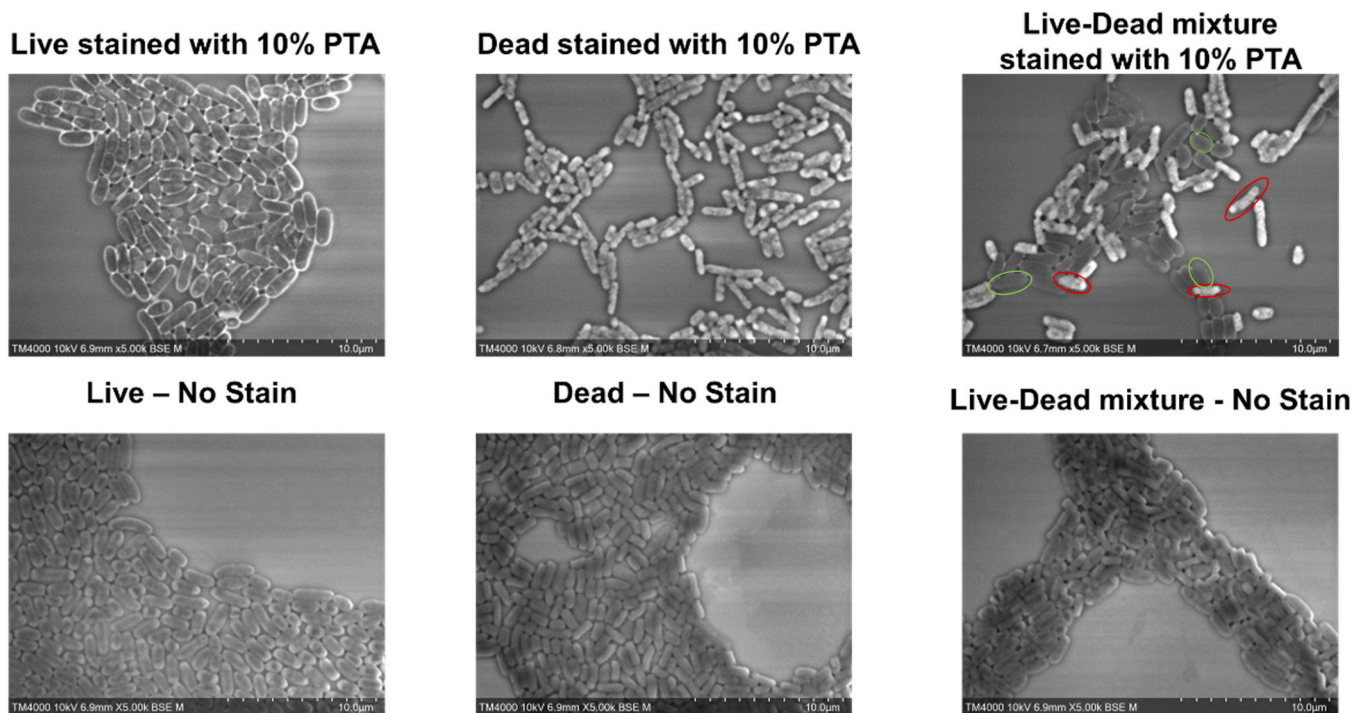 Live stained with 10% PTA
Dead stained with 10% PTA
Live-Dead mixture
stained with 10% PTA
TM4000 10kV 6.9mm x5.00k BSE M 10.0µm
TM4000 10kV 6.8mm x5.00k BSE M 10.0µm
TM4000 10kV 6.7mm x5.00k BSE M 10.0µm
Live – No Stain
Dead – No Stain
Live-Dead mixture - No Stain
TM4000 10kV 6.9mm X5.00k BSE M 10.0µm
TM4000 10kV 6.9mm X5.00k BSE M 10.0µm
TM4000 10kV 6.9mm X5.00k BSE M 10.0µm